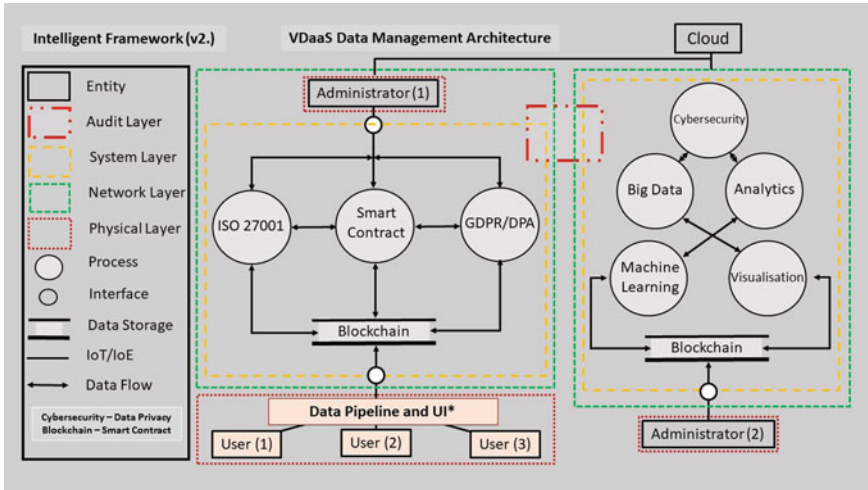 Intelligent Framework (v2.)
VDaaS Data Management Architecture
Cloud
Entity
Audit Layer
System Layer
Network Layer
Physical Layer
Process
Interface
Data Storage
IoT/IoE
Data Flow
Cybersecurity – Data Privacy
Blockchain – Smart Contract
Administrator (1)
ISO 27001
Smart
Contract
GDPR/DPA
Blockchain
Data Pipeline and UI*
User (1)
User (2)
User (3)
Cybersecurity
Big Data
Analytics
Machine
Learning
Visualisation
Blockchain
Administrator (2)